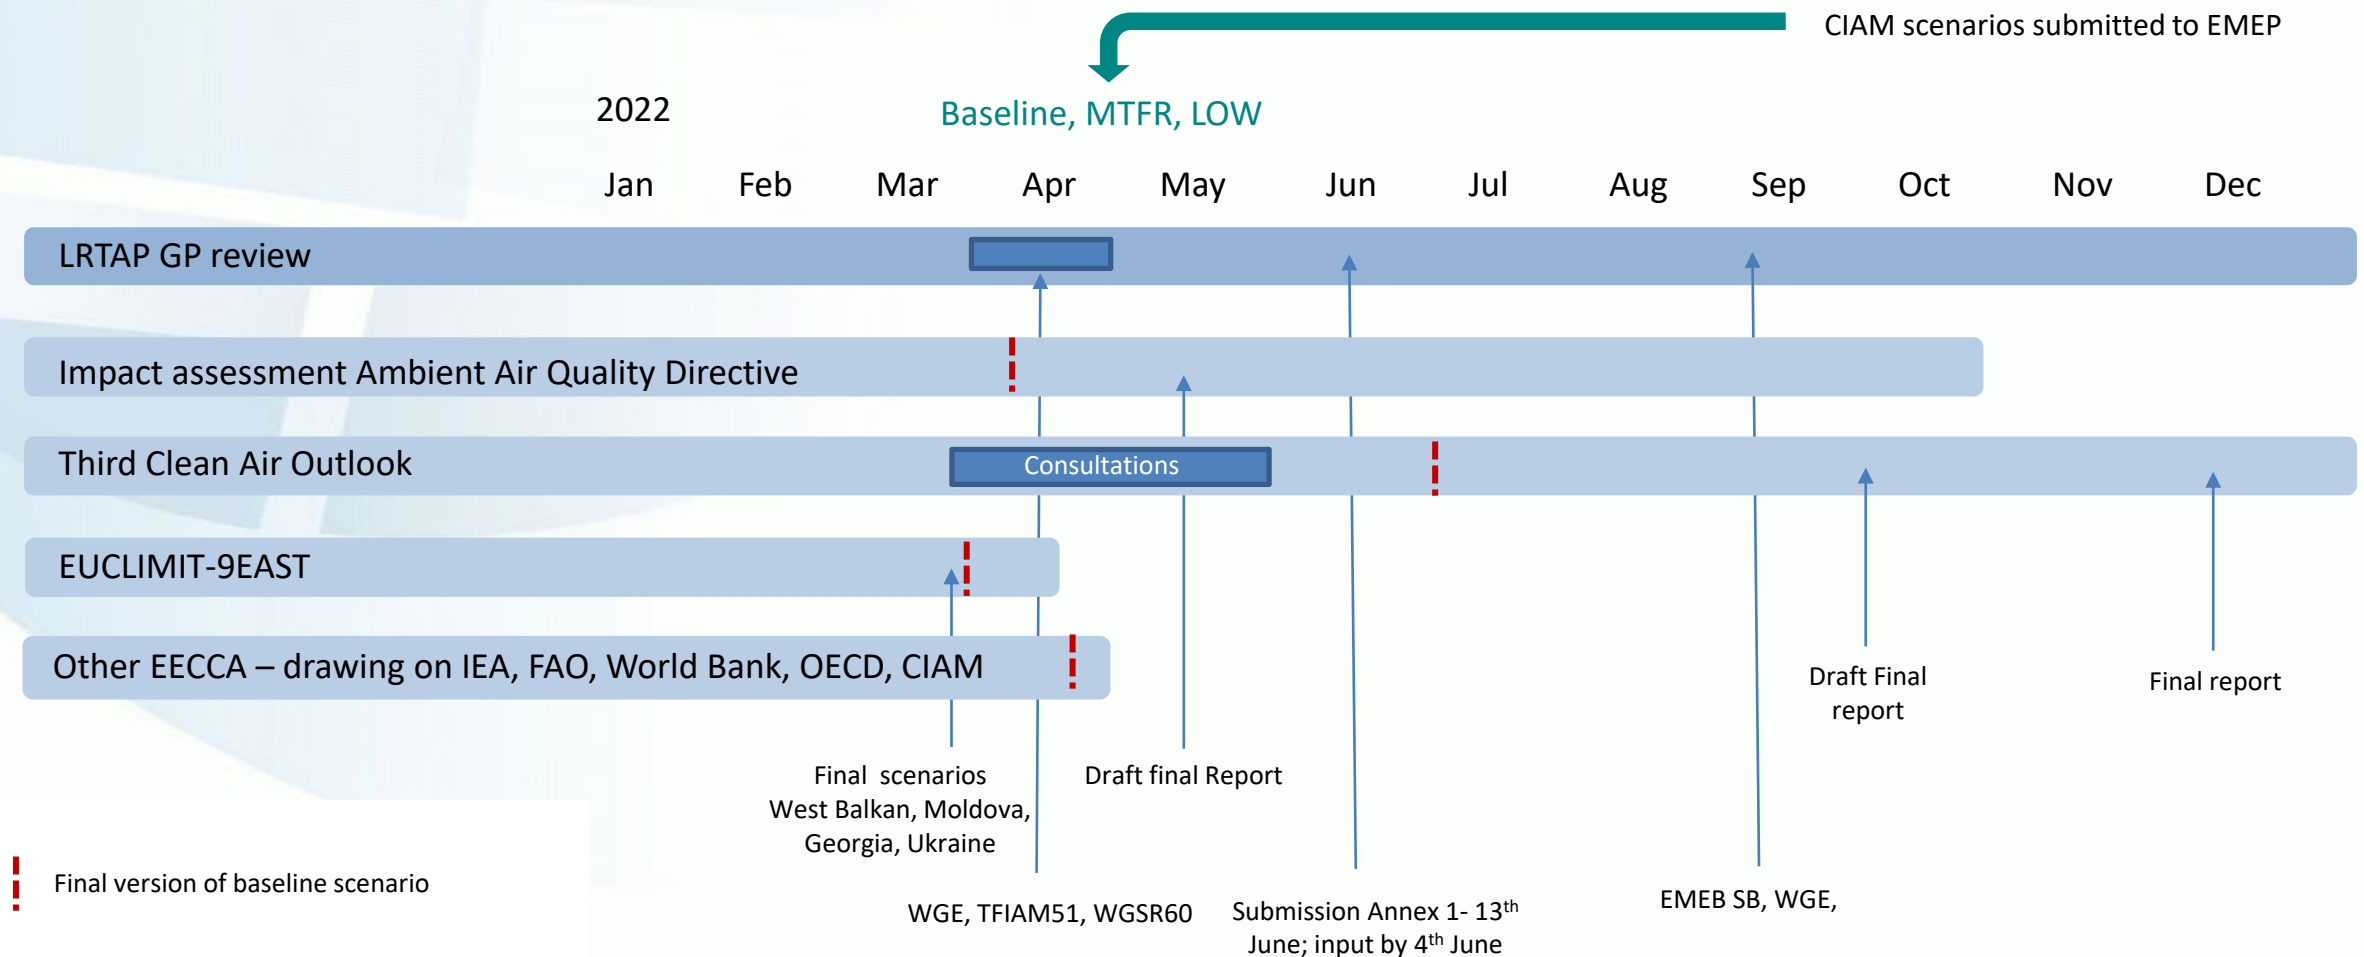 CIAM scenarios submitted to EMEP
2022
Baseline, MTFR, LOW
Jan Feb Mar Apr May Jun Jul Aug Sep Oct Nov Dec
LRTAP GP review
Impact assessment Ambient Air Quality Directive
Third Clean Air Outlook
Consultations
EUCLIMIT-9EAST
Other EECCA – drawing on IEA, FAO, World Bank, OECD, CIAM
Draft Final
report
Final report
Final scenarios
West Balkan, Moldova,
Georgia, Ukraine
Draft final Report
Final version of baseline scenario
WGE, TFIAM51, WGSR60
Submission Annex 1- 13th
June; input by 4th June
EMEB SB, WGE,